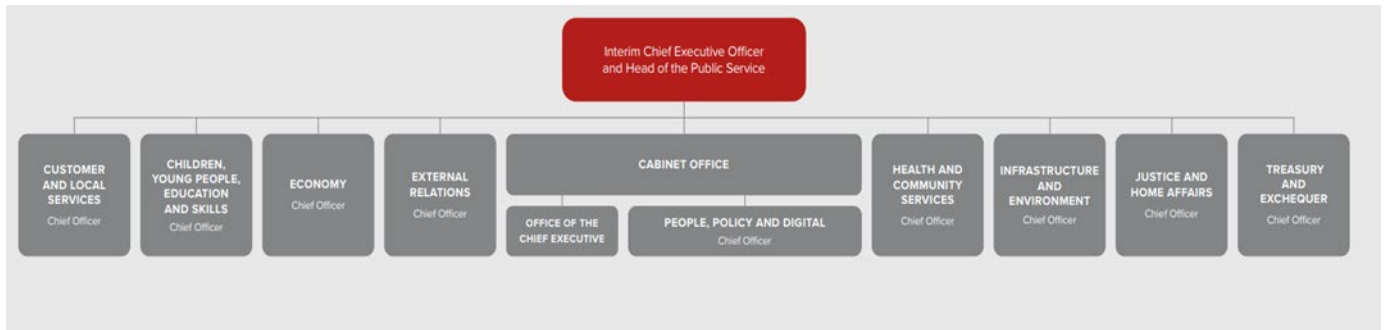 Interim Chief Executive Officer
and Head of the Public Service
CUSTOMER
AND LOCAL
SERVICES
Chief Officer
CHILDREN,
YOUNG PEOPLE,
EDUCATION
AND SKILLS
Chief Officer
ECONOMY
Chief Officer
EXTERNAL
RELATIONS
Chief Officer
CABINET OFFICE
OFFICE OF THE
CHIEF EXECUTIVE
PEOPLE, POLICY AND DIGITAL
Chief Officer
HEALTH AND
COMMUNITY
SERVICES
Chief Officer
INFRASTRUCTURE
AND
ENVIRONMENT
Chief Officer
JUSTICE AND
HOME AFFAIRS
Chief Officer
TREASURY
AND
EXCHEQUER
Chief Officer